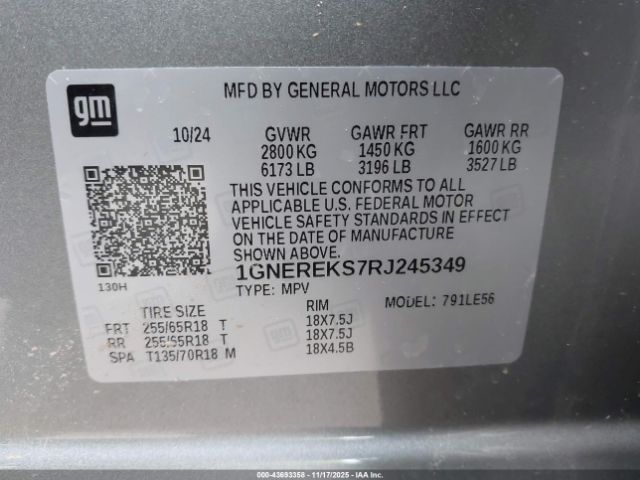 gm
MFD BY GENERAL MOTORS LLC
10/24 GVWR GAWR FRT GAWR RR
2800 KG 1450 KG 1600 KG
6173 LB 3196 LB 3527 LB
THIS VEHICLE CONFORMS TO ALL
APPLICABLE U.S. FEDERAL MOTOR
VEHICLE SAFETY STANDARDS IN EFFECT
ON THE DATE OF MANUFACTURE
SHOWN ABOVE.
1GNEREKS7RJ245349
130H
TYPE: MPV MODEL: 791LE56
TIRE SIZE RIM
FRT 255/65R18 T 18X7.5J
RR 255/65R18 T 18X7.5J
SPA T135/70R18 M 18X4.5B
000-43693358 - 11/17/2025 - IAA, Inc.